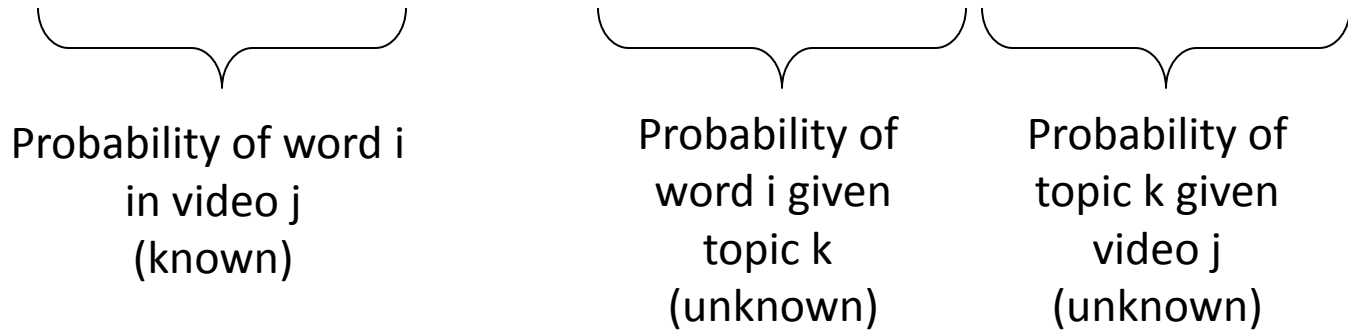 Probability of word i
in video j
(known)
Probability of
word i given
topic k
(unknown)
Probability of
topic k given
video j
(unknown)